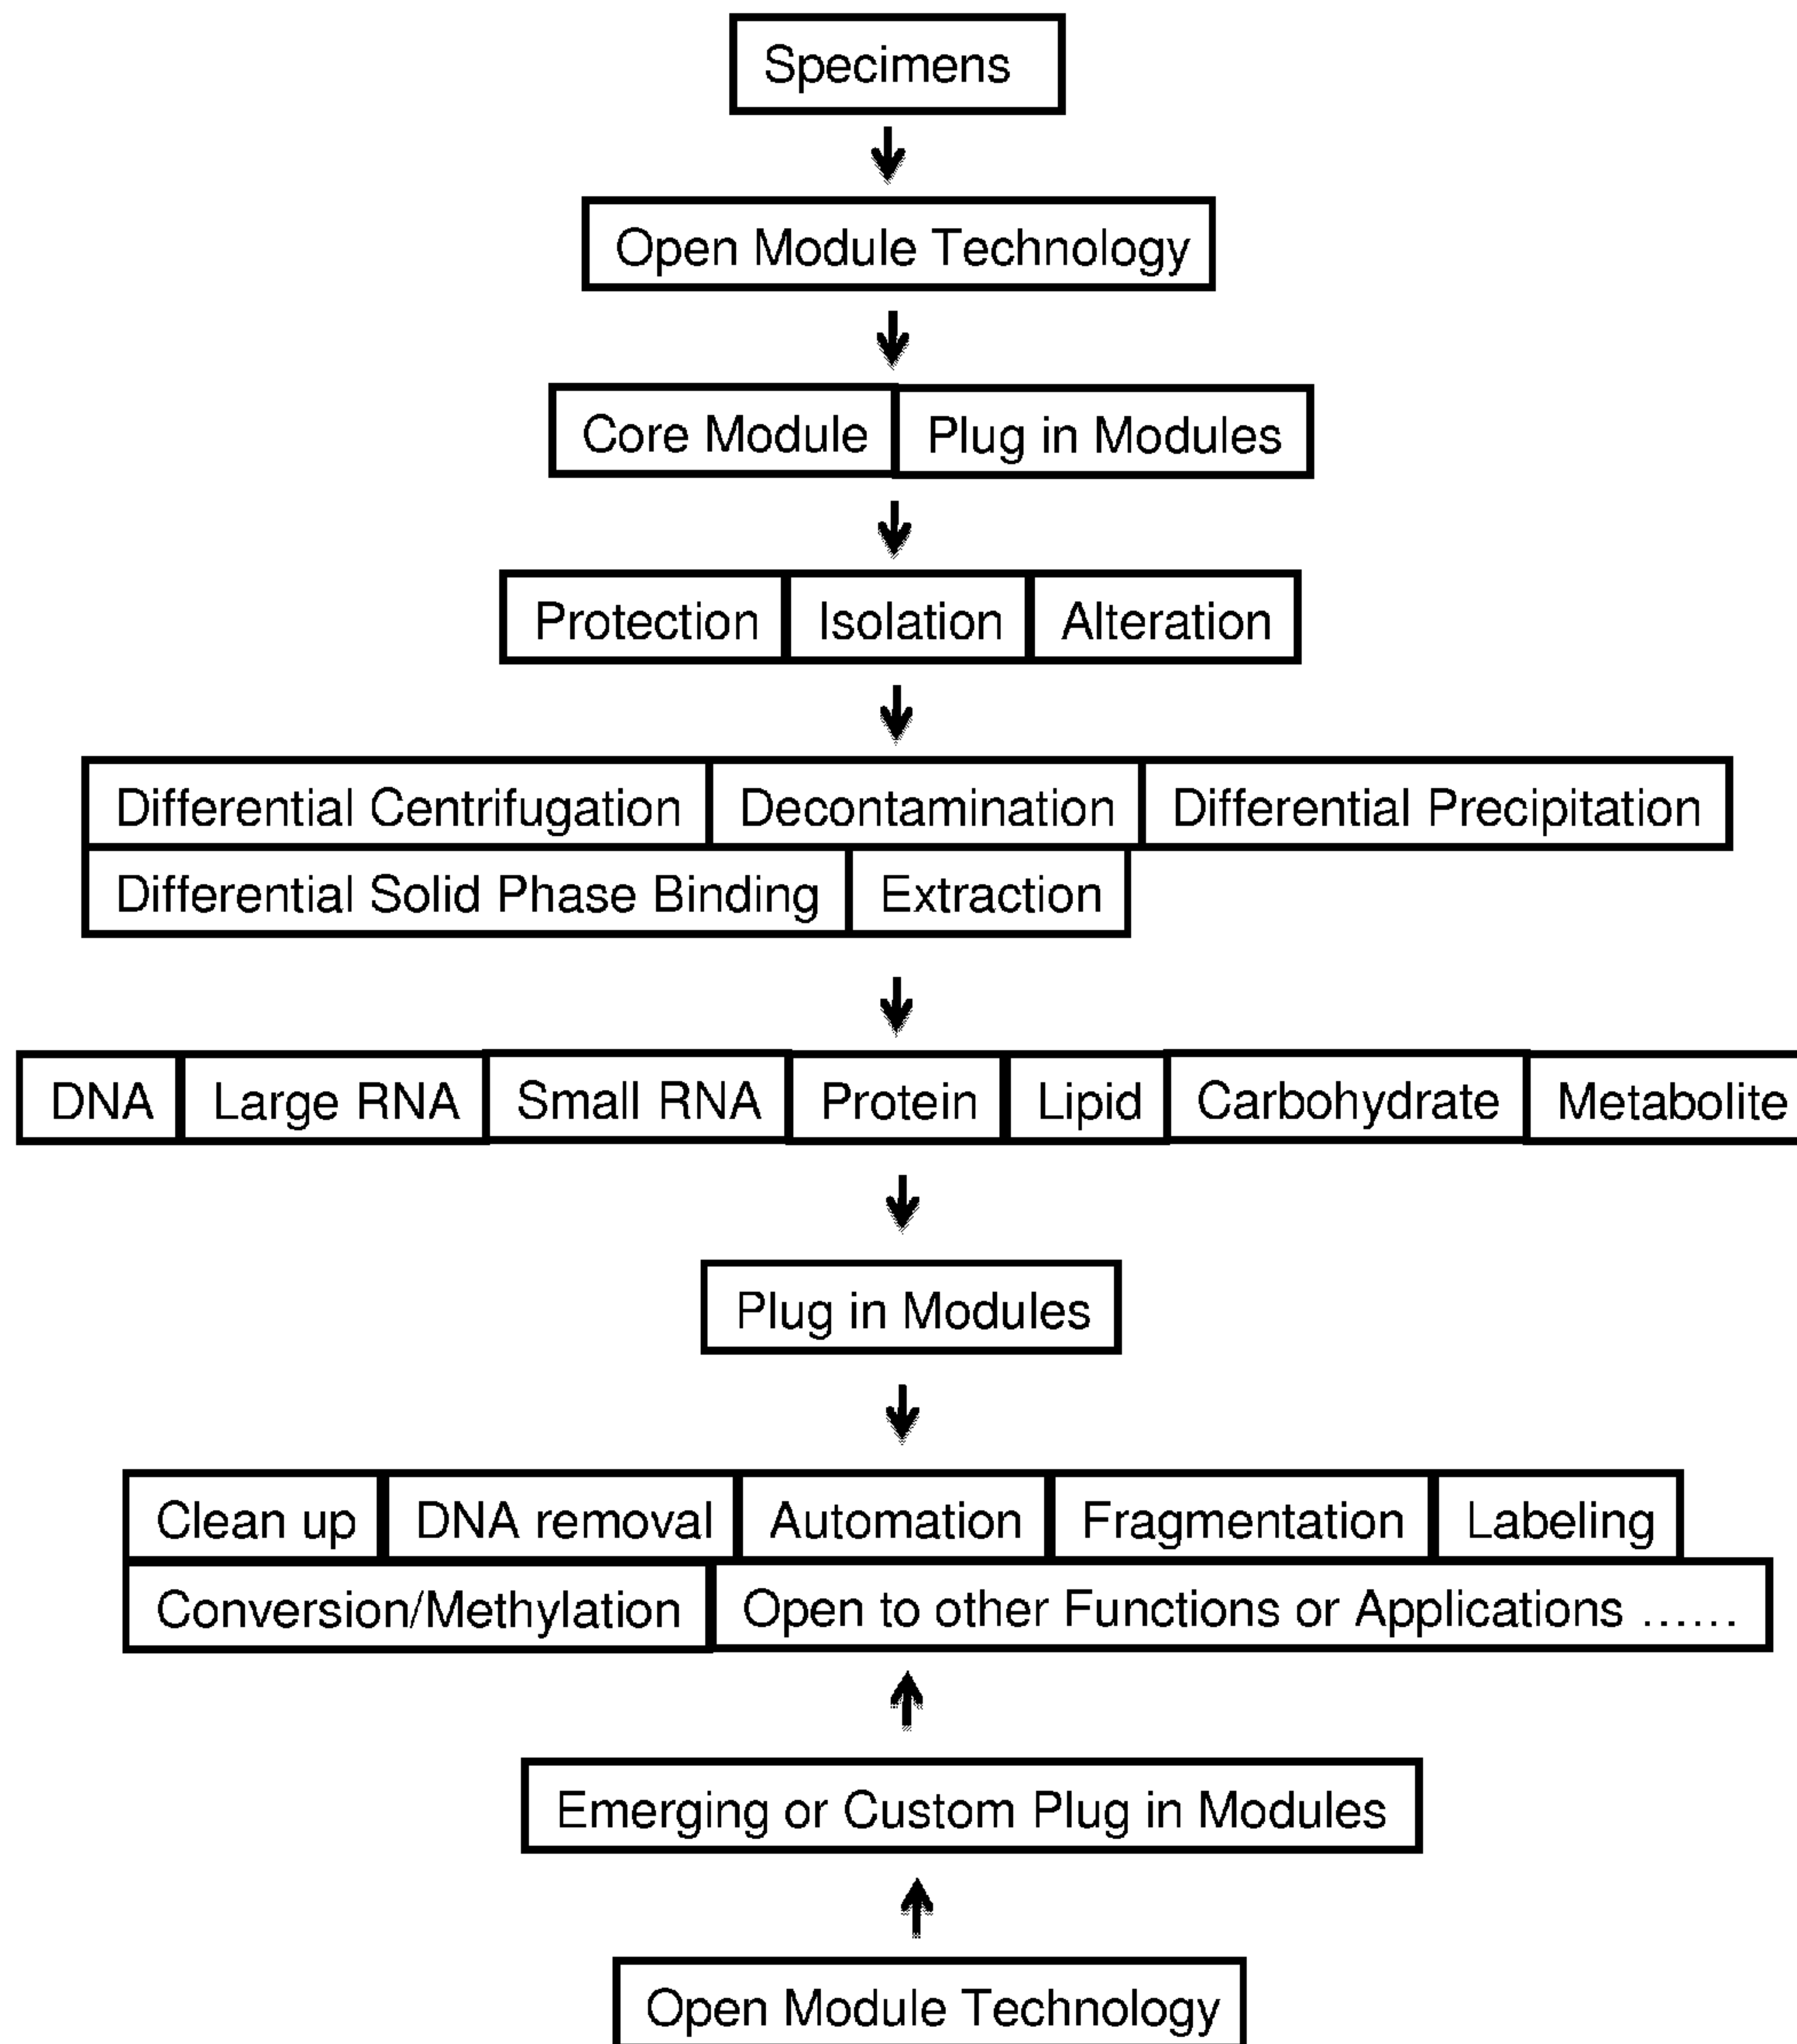 Specimens
Open Module Technology
Core Module Plug in Modules
Protection Isolation Alteration
Differential Centrifugation Decontamination Differential Precipitation
Differential Solid Phase Binding Extraction
DNA Large RNA Small RNA Protein Lipid Carbohydrate Metabolite
Plug in Modules
Clean up DNA removal Automation Fragmentation Labeling
Conversion/Methylation Open to other Functions or Applications ......
Emerging or Custom Plug in Modules
Open Module Technology